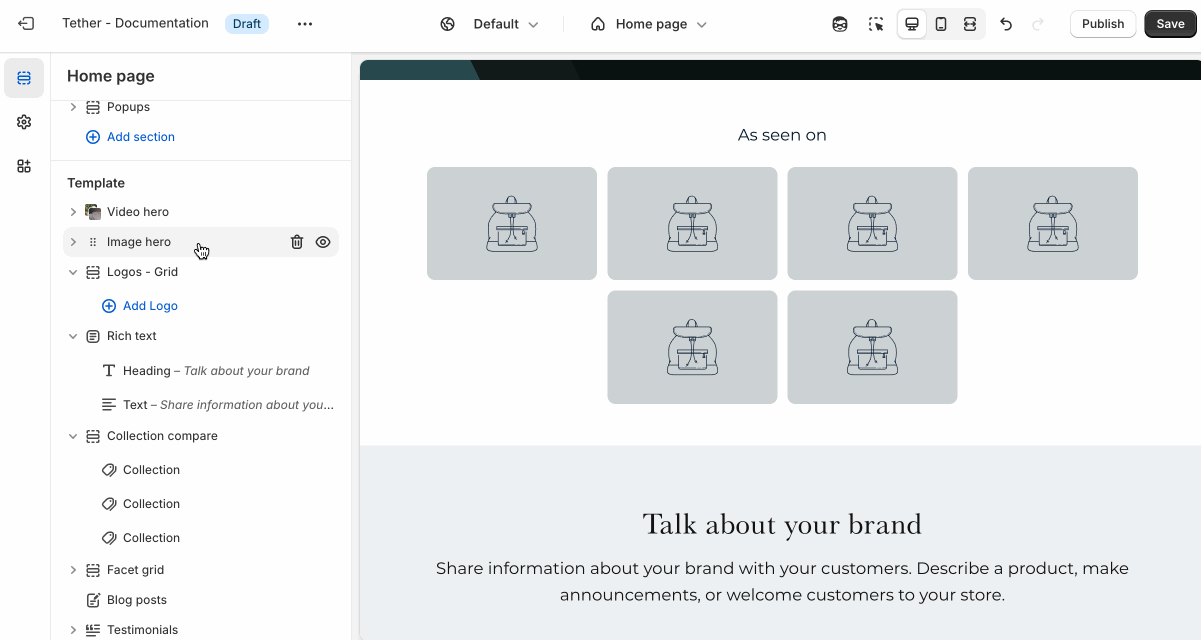 Tether - Documentation Draft
Default
Home page
Publish
Save
Home page
Popups
Add section
Template
Video hero
Image hero
Logos - Grid
Add Logo
Rich text
Heading – Talk about your brand
Text – Share information about you...
Collection compare
Collection
Collection
Collection
Facet grid
Blog posts
Testimonials
As seen on
Talk about your brand
Share information about your brand with your customers. Describe a product, make
announcements, or welcome customers to your store.